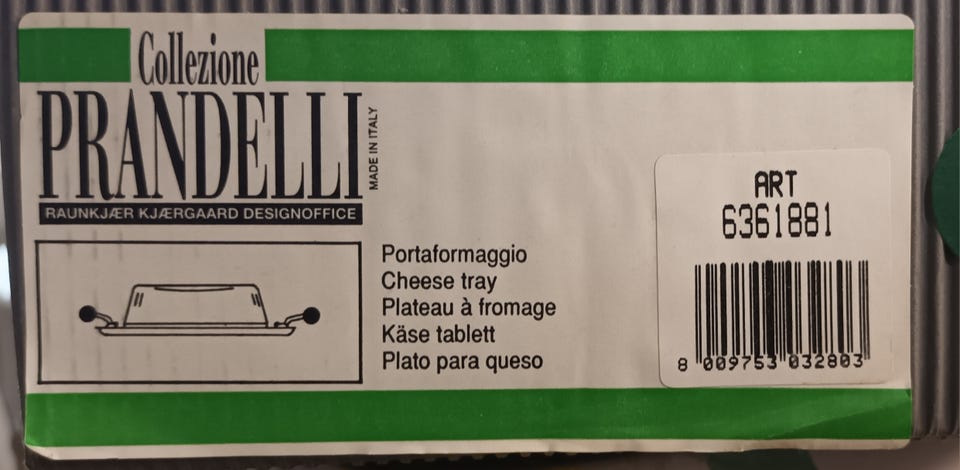 Collezione
PRANDELLI
MADE IN ITALY
RAUNKJÆR KJÆRGAARD DESIGNOFFICE
Portaformaggio
Cheese tray
Plateau à fromage
Käse tablett
Plato para queso
ART
6361881
8 009753 032803